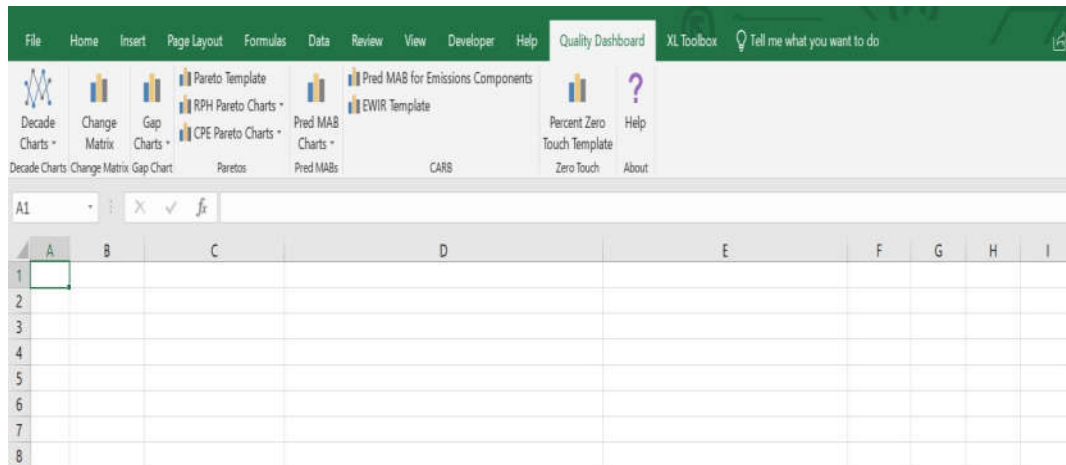 File Home Insert Page Layout Formulas Data Review View Developer Help Quality Dashboard XL Toolbox Tell me what you want to do
Decade
Charts
Decade Charts
Change
Matrix
Change Matrix
Gap
Charts
Gap Chart
Pareto Template
RPH Pareto Charts
CPE Pareto Charts
Paretos
Pred MAB
Charts
Pred MABs
Pred MAB for Emissions Components
EWIR Template
CARB
Percent Zero
Touch Template
Zero Touch
Help
About
A1 fx
A B C D E F G H I
1
2
3
4
5
6
7
8